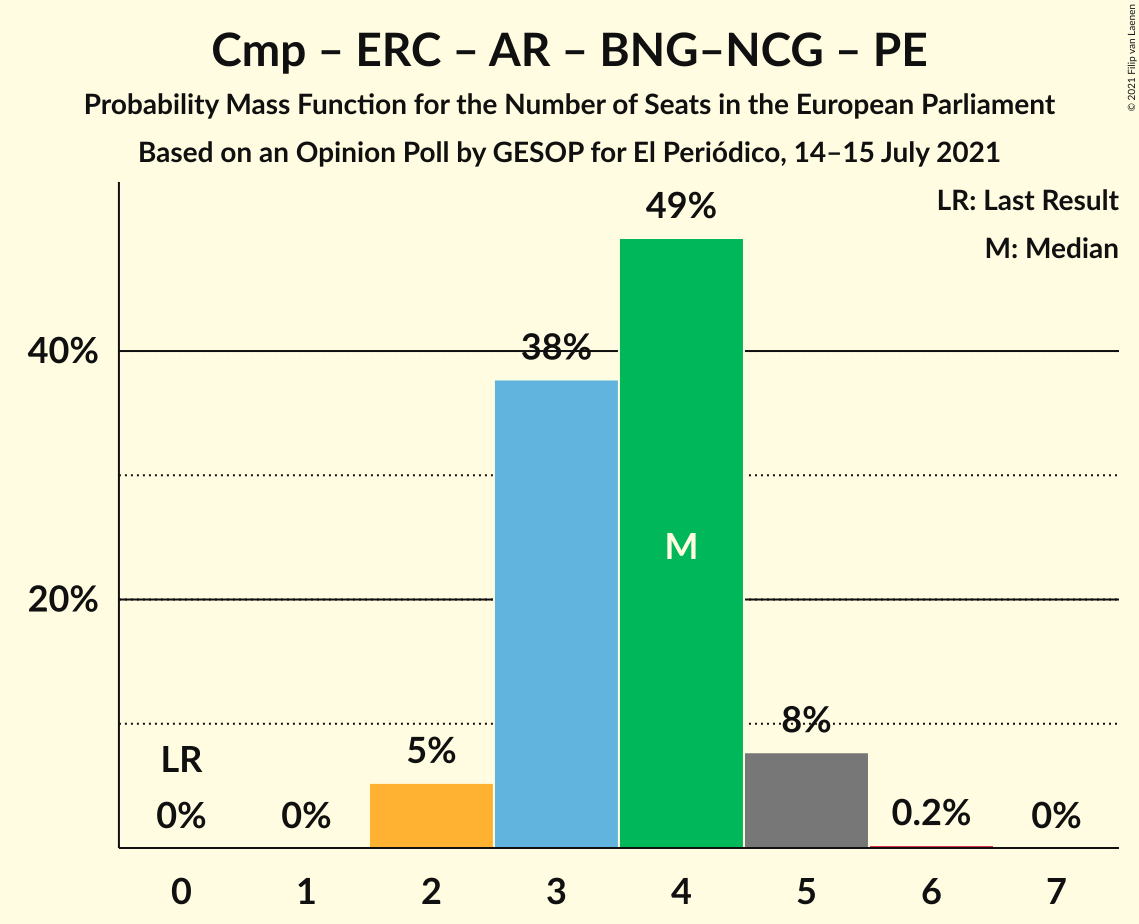 Cmp – ERC – AR – BNG–NCG – PE
Probability Mass Function for the Number of Seats in the European Parliament
Based on an Opinion Poll by GESOP for El Periódico, 14–15 July 2021
© 2021 Filip van Laenen
LR: Last Result
M: Median
49%
40%
38%
M
20%
8%
5%
LR
0%
0%
0.2%
0%
0 1 2 3 4 5 6 7